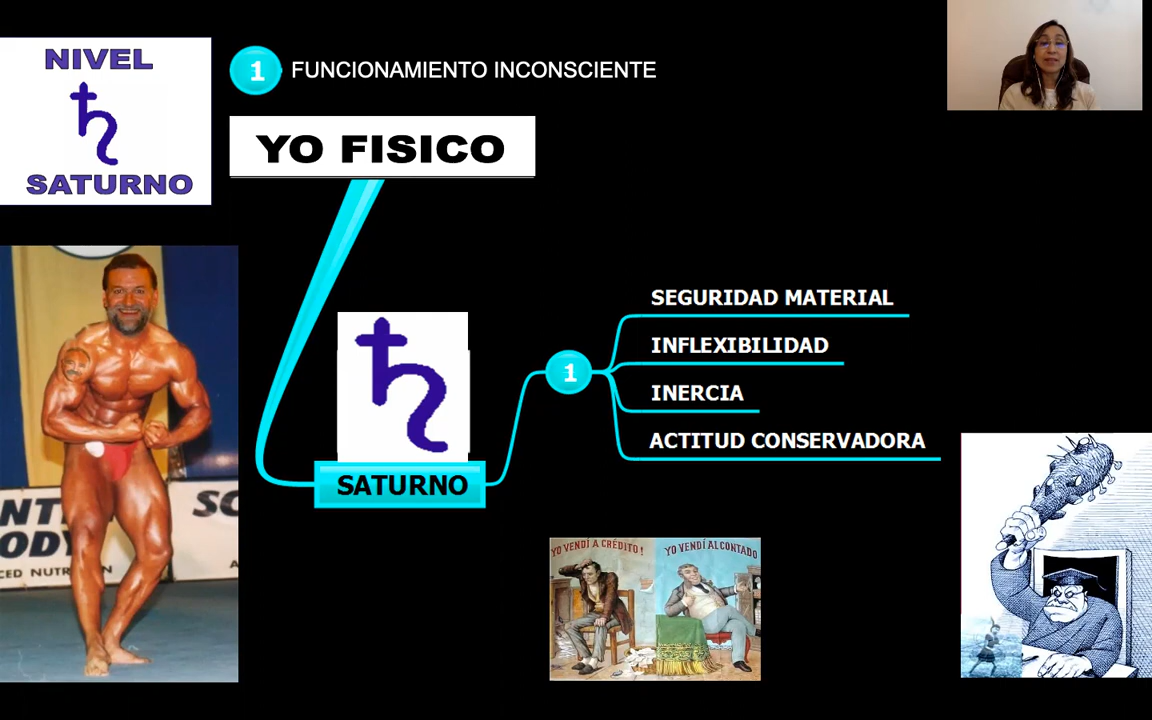 NIVEL
SATURNO
1 FUNCIONAMIENTO INCONSCIENTE
YO FISICO
SEGURIDAD MATERIAL
INFLEXIBILIDAD
1
INERCIA
ACTITUD CONSERVADORA
SATURNO
YO VENDÍ A CRÉDITO!
YO VENDÍ AL CONTADO